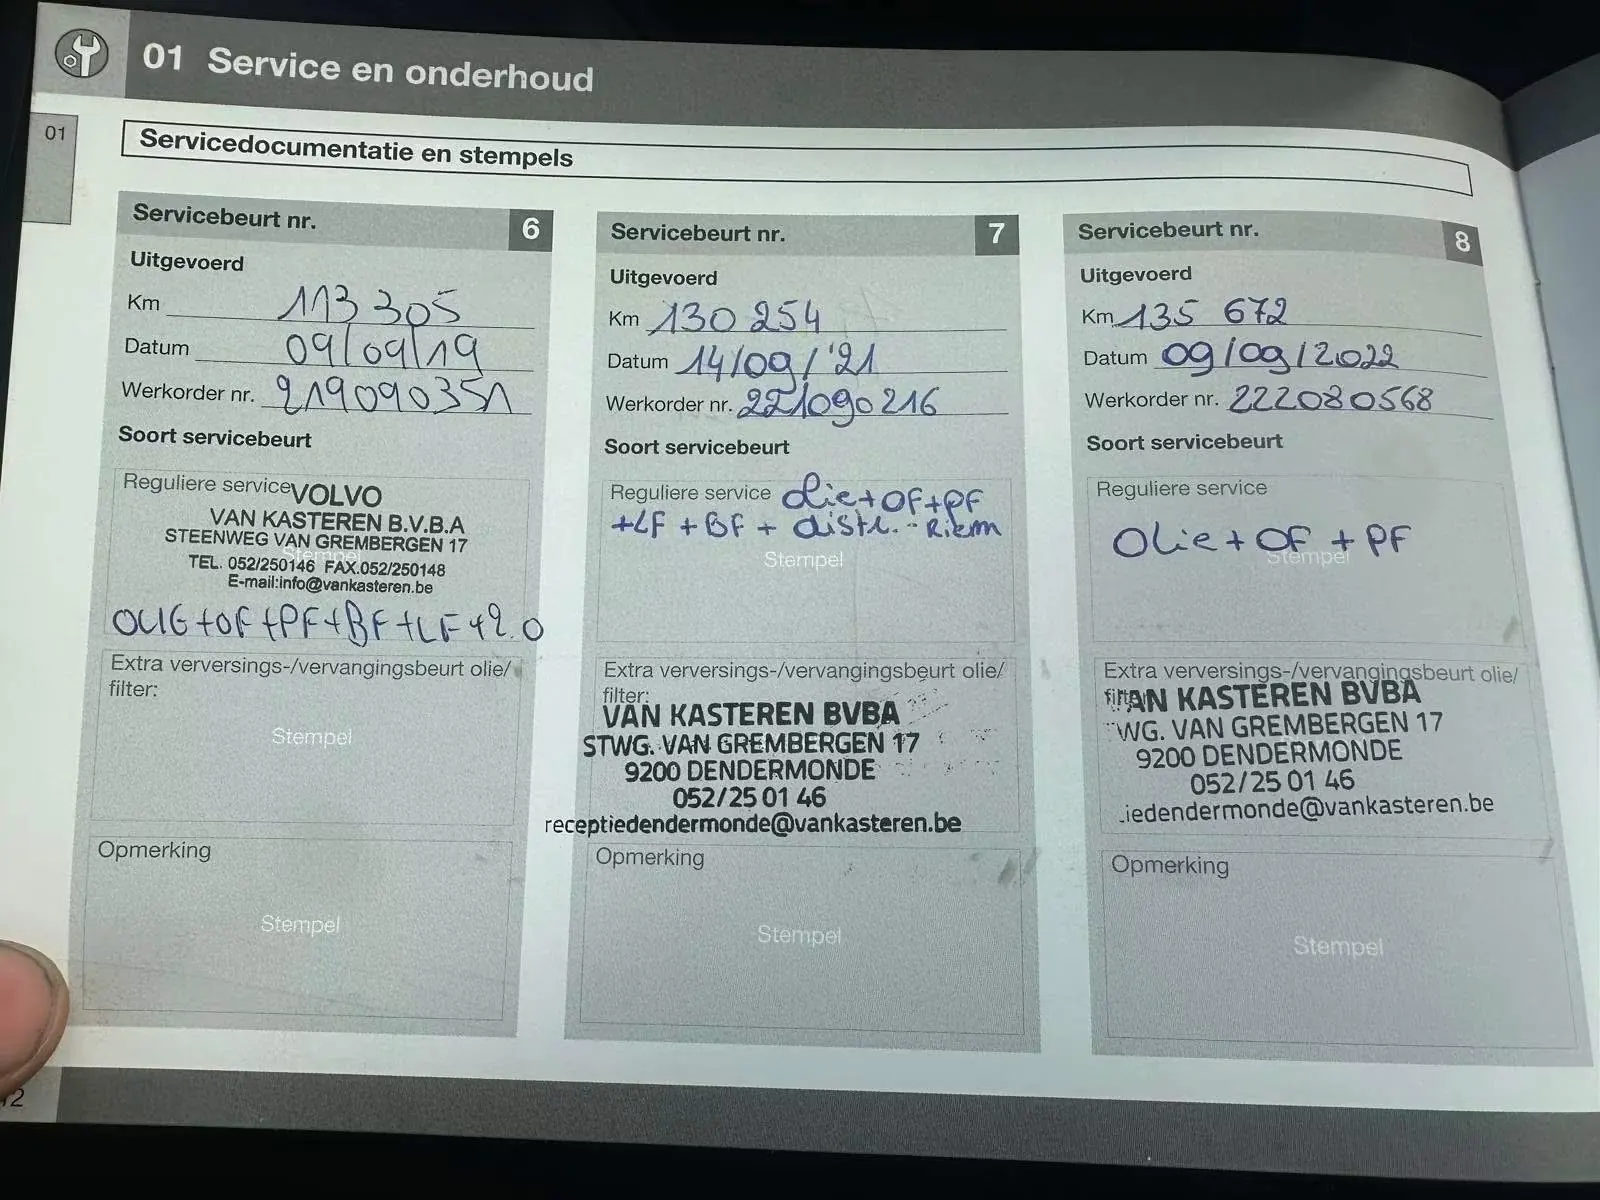 01 Service en onderhoud
01
Servicedocumentatie en stempels
Servicebeurt nr. 6
Uitgevoerd
Km 113 305
Datum 09/09/19
Werkorder nr. 219090351
Soort servicebeurt
Reguliere service
VOLVO
VAN KASTEREN B.V.B.A
STEENWEG VAN GREMBERGEN 17
Stempel
TEL. 052/250146 FAX.052/250148
E-mail:info@vankasteren.be
OLIE+OF+PF+BF+LF+2.0
Extra verversings-/vervangingsbeurt olie/
filter:
Stempel
Opmerking
Stempel
Servicebeurt nr. 7
Uitgevoerd
Km 130 254
Datum 14/09/'21
Werkorder nr. 221090216
Soort servicebeurt
Reguliere service Olie+OF+PF
+LF +BF + distr. - Riem
Stempel
Extra verversings-/vervangingsbeurt olie/
filter:
VAN KASTEREN BVBA
STWG. VAN GREMBERGEN 17
9200 DENDERMONDE
052/25 01 46
receptiedendermonde@vankasteren.be
Opmerking
Stempel
Servicebeurt nr. 8
Uitgevoerd
Km 135 672
Datum 09/09/2022
Werkorder nr. 222080568
Soort servicebeurt
Reguliere service
Olie+ OF + PF
Stempel
Extra verversings-/vervangingsbeurt olie/
AN KASTEREN BVBA
WG. VAN GREMBERGEN 17
9200 DENDERMONDE
052/25 01 46
iedendermonde@vankasteren.be
Opmerking
Stempel